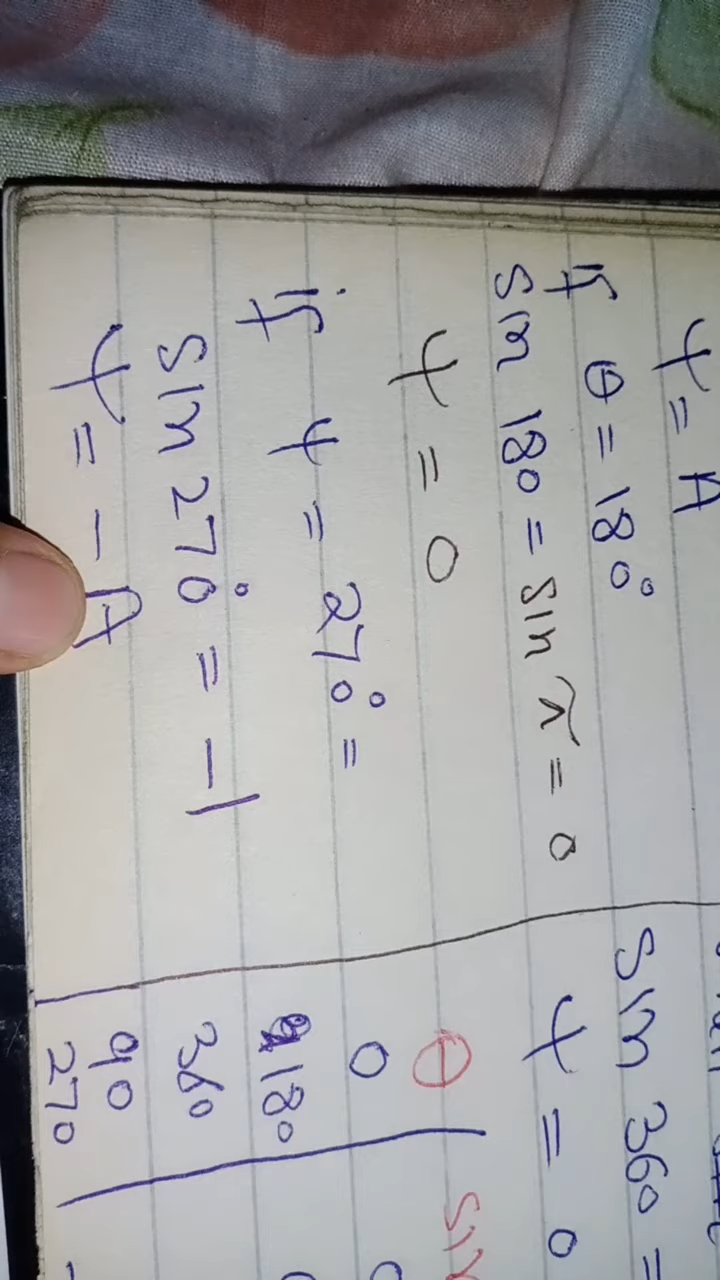 ψ = A
If θ = 180°
sin 180 = sin π = 0
ψ = 0
if ψ = 270° =
sin 270° = -1
ψ = -A
sin 360 =
ψ = 0
θ
0
180
360
90
270